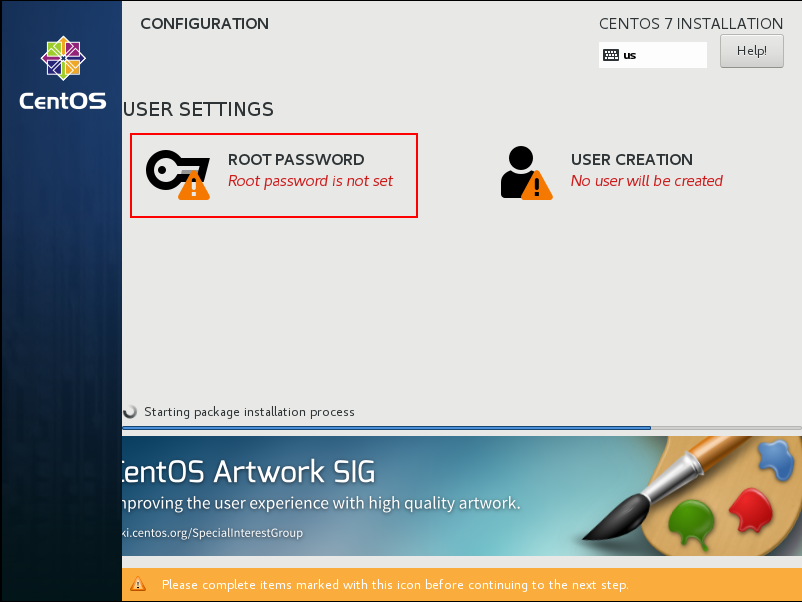 CONFIGURATION
CENTOS 7 INSTALLATION
us
Help!
CentOS
USER SETTINGS
ROOT PASSWORD
Root password is not set
USER CREATION
No user will be created
Starting package installation process
entOS Artwork SIG
proving the user experience with high quality artwork.
ki.centos.org/SpecialInterestGroup
Please complete items marked with this icon before continuing to the next step.